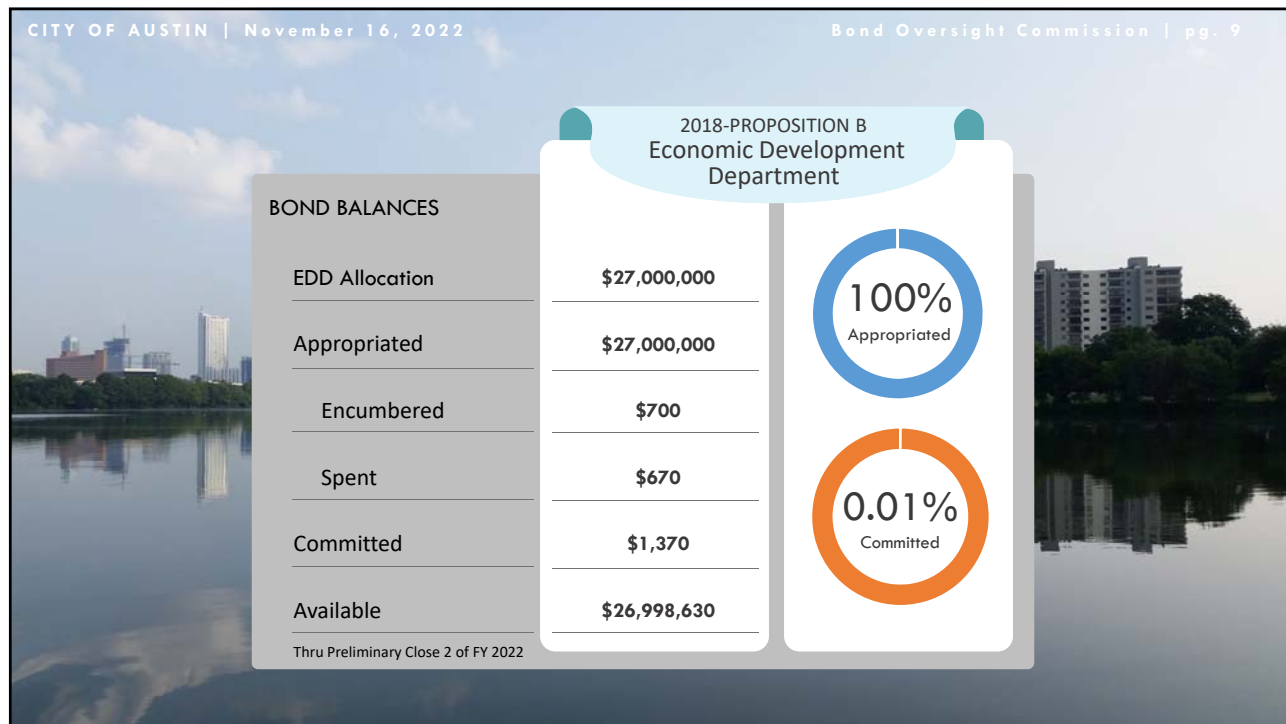 CITY OF AUSTIN | November 16, 2022
Bond Oversight Commission | pg. 9
2018-PROPOSITION B
Economic Development
Department
BOND BALANCES
EDD Allocation $27,000,000
Appropriated $27,000,000
Encumbered $700
Spent $670
Committed $1,370
Available $26,998,630
Thru Preliminary Close 2 of FY 2022
100%
Appropriated
0.01%
Committed